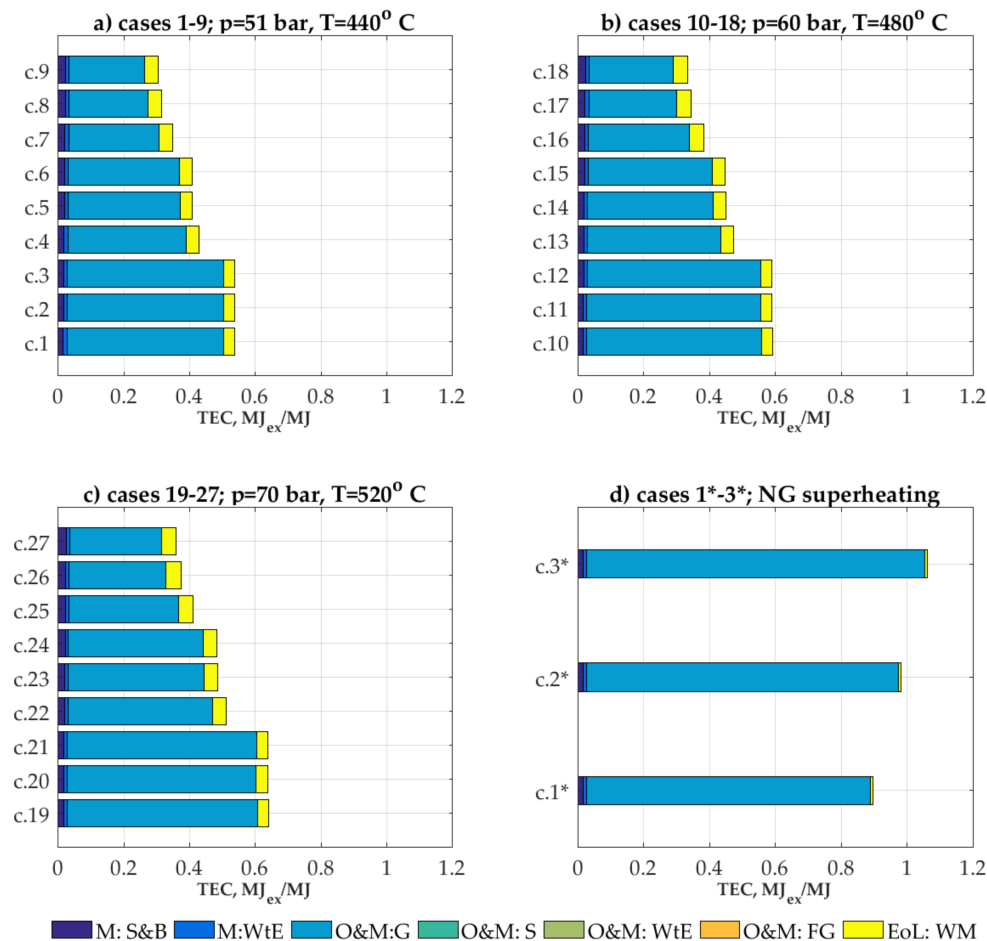 a) cases 1-9; p=51 bar, T=440° C
c.9
c.8
c.7
c.6
c.5
c.4
c.3
c.2
c.1
0 0.2 0.4 0.6 0.8 1 1.2
TEC, MJex/MJ
b) cases 10-18; p=60 bar, T=480° C
c.18
c.17
c.16
c.15
c.14
c.13
c.12
c.11
c.10
0 0.2 0.4 0.6 0.8 1 1.2
TEC, MJex/MJ
c) cases 19-27; p=70 bar, T=520° C
c.27
c.26
c.25
c.24
c.23
c.22
c.21
c.20
c.19
0 0.2 0.4 0.6 0.8 1 1.2
TEC, MJex/MJ
d) cases 1*-3*; NG superheating
c.3*
c.2*
c.1*
0 0.2 0.4 0.6 0.8 1 1.2
TEC, MJex/MJ
M: S&B M:WtE O&M:G O&M: S O&M: WtE O&M: FG EoL: WM